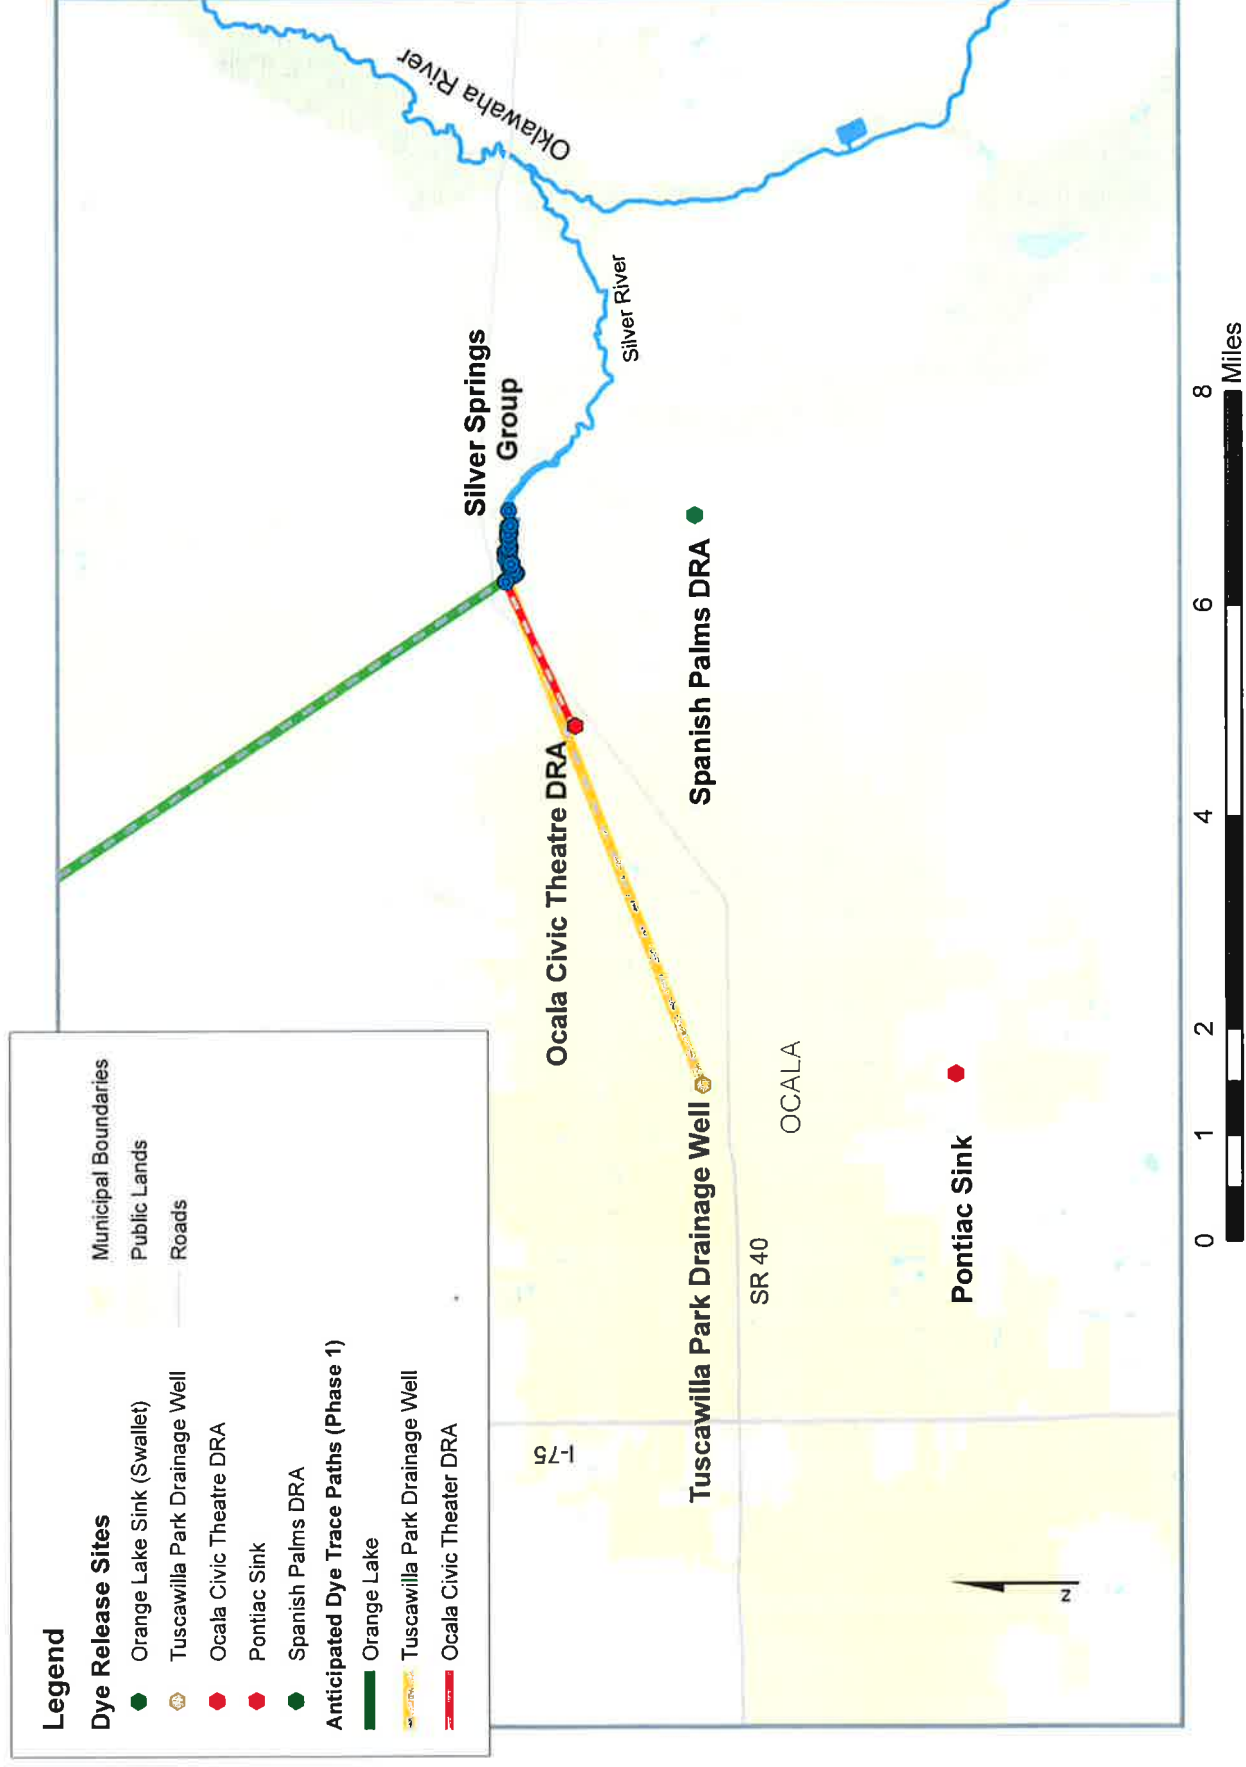 Legend
Dye Release Sites
Orange Lake Sink (Swallet)
Tuscawilla Park Drainage Well
Ocala Civic Theatre DRA
Pontiac Sink
Spanish Palms DRA
Anticipated Dye Trace Paths (Phase 1)
Orange Lake
Tuscawilla Park Drainage Well
Ocala Civic Theater DRA
Municipal Boundaries
Public Lands
Roads
Oklawaha River
Silver Springs
Group
Silver River
Ocala Civic Theatre DRA
Spanish Palms DRA
Tuscawilla Park Drainage Well
OCALA
SR 40
I-75
Pontiac Sink
N
0 1 2 4 6 8
Miles